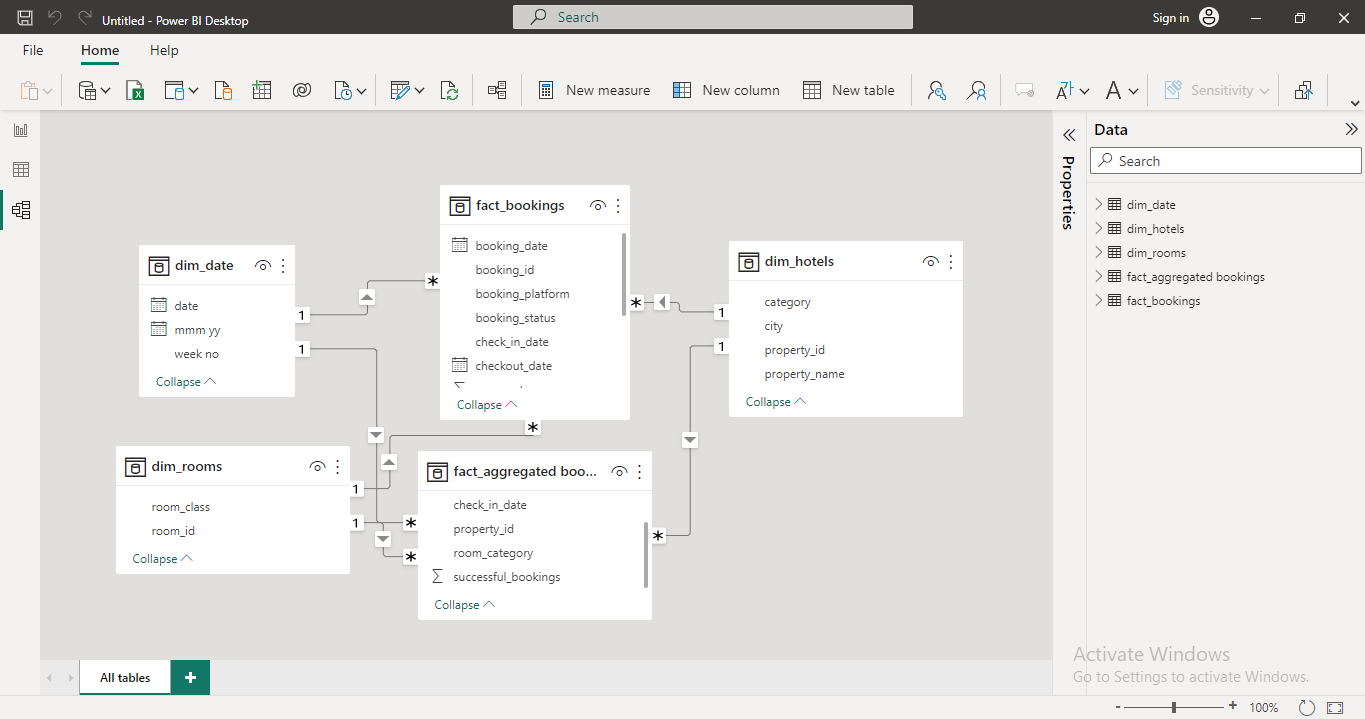 Untitled - Power BI Desktop
Search
Sign in
File
Home
Help
New measure
New column
New table
Sensitivity
Data
Search
Properties
dim_date
dim_hotels
dim_rooms
fact_aggregated bookings
fact_bookings
fact_bookings
booking_date
booking_id
booking_platform
booking_status
check_in_date
checkout_date
Collapse
dim_date
date
mmm yy
week no
Collapse
dim_hotels
category
city
property_id
property_name
Collapse
1
1
*
*
1
1
*
dim_rooms
room_class
room_id
Collapse
1
1
*
*
*
fact_aggregated boo...
check_in_date
property_id
room_category
successful_bookings
Collapse
All tables
+
Activate Windows
Go to Settings to activate Windows.
- + 100%